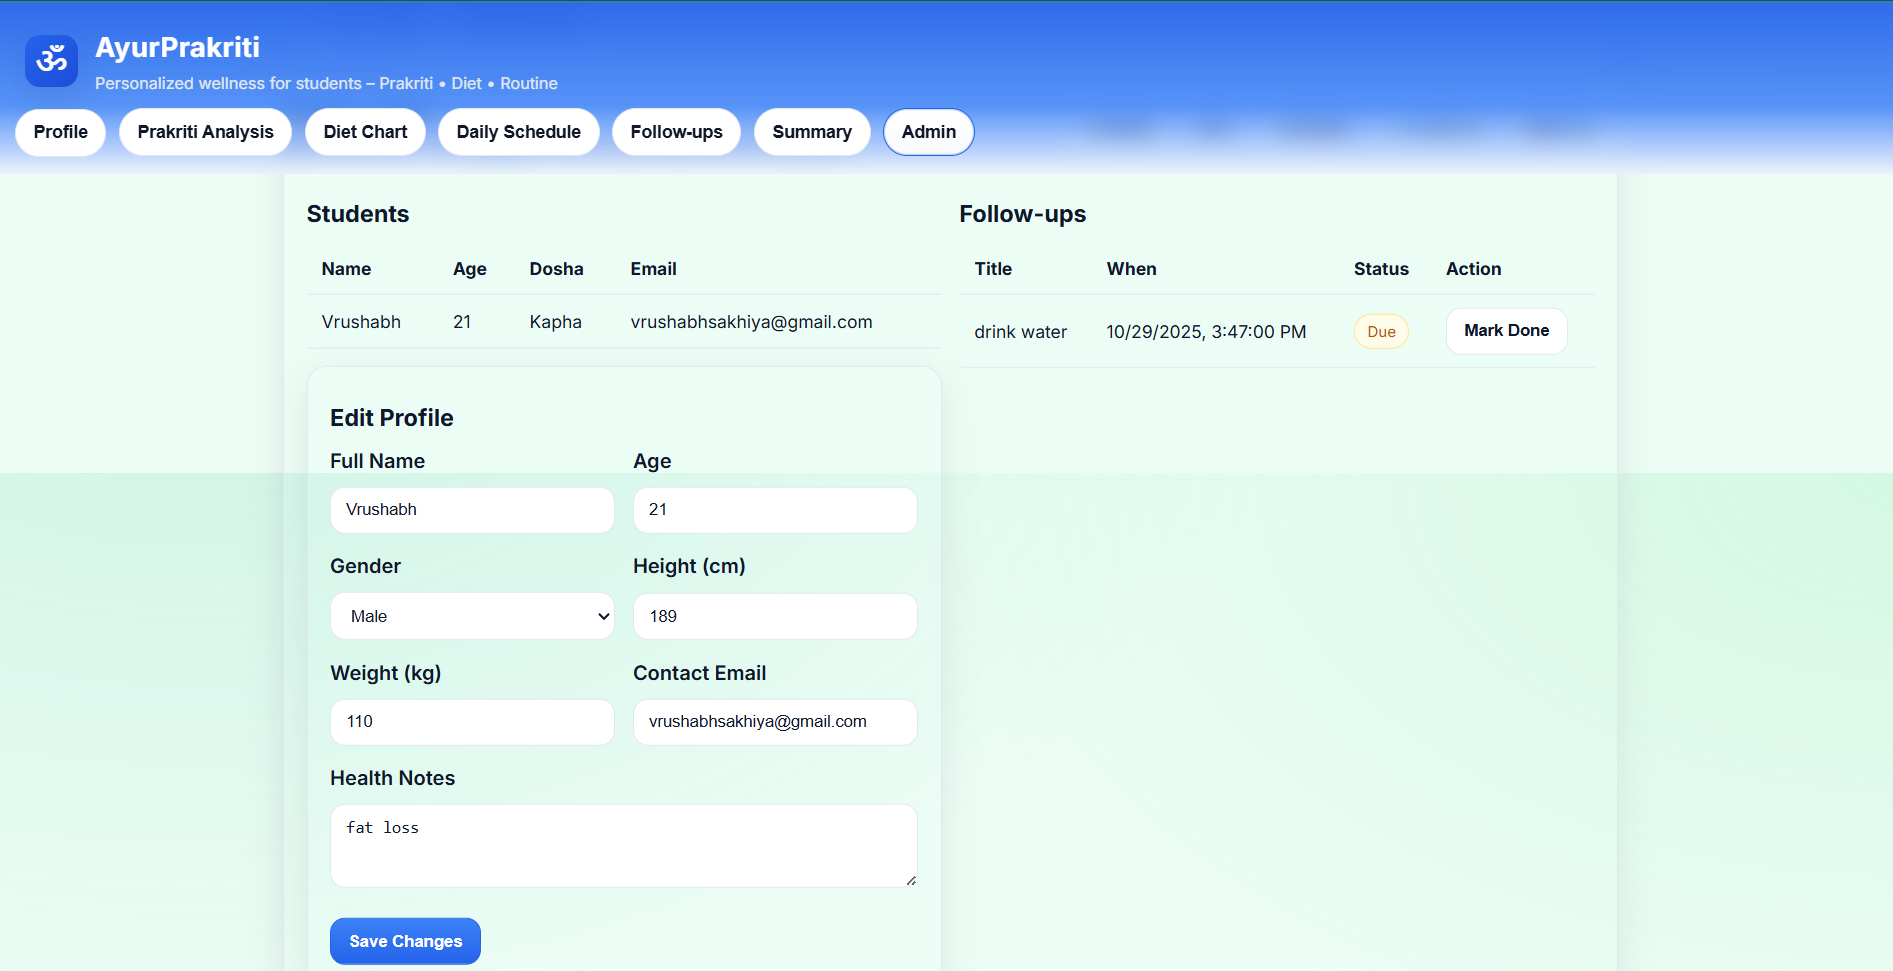 ॐ
AyurPrakriti
Personalized wellness for students – Prakriti • Diet • Routine
Profile Prakriti Analysis Diet Chart Daily Schedule Follow-ups Summary Admin
Students
Name Age Dosha Email
Vrushabh 21 Kapha vrushabhsakhiya@gmail.com
Edit Profile
Full Name Age
Vrushabh 21
Gender Height (cm)
Male 189
Weight (kg) Contact Email
110 vrushabhsakhiya@gmail.com
Health Notes
fat loss
Save Changes
Follow-ups
Title When Status Action
drink water 10/29/2025, 3:47:00 PM Due Mark Done